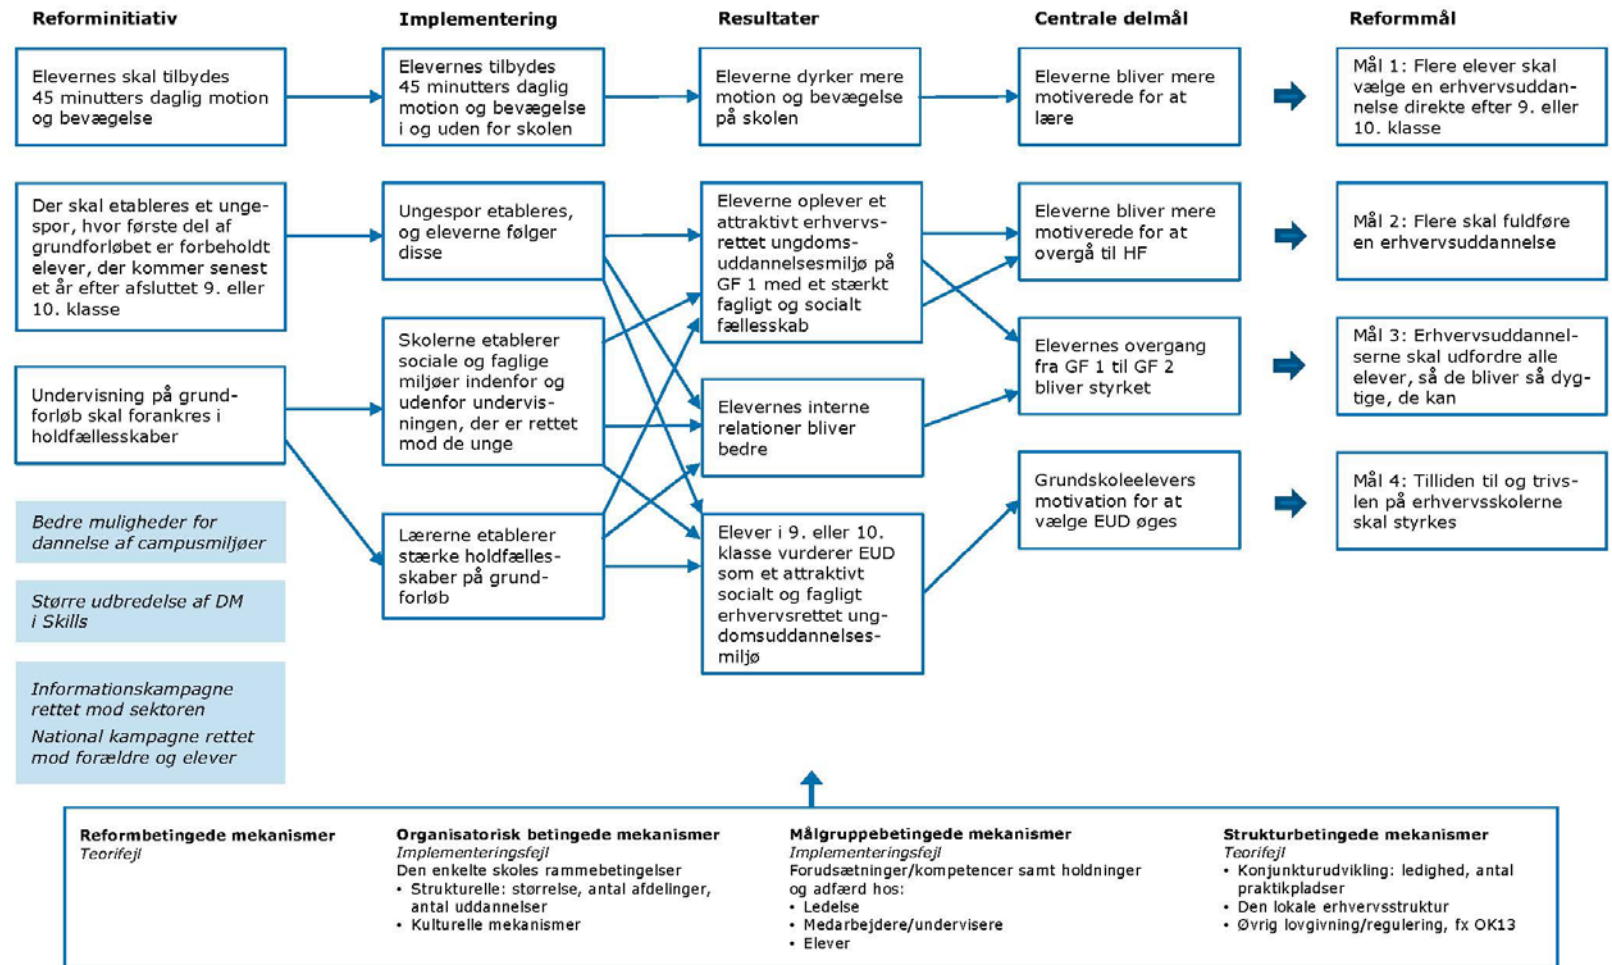 Reforminitiativ
Implementering
Resultater
Centrale delmål
Reformmål
Elevernes skal tilbydes
45 minutters daglig motion
og bevægelse
Elevernes tilbydes
45 minutters daglig
motion og bevægelse
i og uden for skolen
Eleverne dyrker mere
motion og bevægelse
på skolen
Eleverne bliver mere
motiverede for at
lære
Mål 1: Flere elever skal
vælge en erhvervsuddan-
nelse direkte efter 9. eller
10. klasse
Der skal etableres et unge-
spor, hvor første del af
grundforløbet er forbeholdt
elever, der kommer senest
et år efter afsluttet 9. eller
10. klasse
Ungespor etableres,
og eleverne følger
disse
Eleverne oplever et
attraktivt erhvervs-
rettet ungdoms-
uddannelsesmiljø på
GF 1 med et stærkt
fagligt og socialt
fællesskab
Eleverne bliver mere
motiverede for at
overgå til HF
Mål 2: Flere skal fuldføre
en erhvervsuddannelse
Undervisning på grund-
forløb skal forankres i
holdfællesskaber
Skolerne etablerer
sociale og faglige
miljøer indenfor og
udenfor undervis-
ningen, der er rettet
mod de unge
Elevernes interne
relationer bliver
bedre
Elevernes overgang
fra GF 1 til GF 2
bliver styrket
Mål 3: Erhvervsuddannel-
serne skal udfordre alle
elever, så de bliver så dyg-
tige, de kan
Lærerne etablerer
stærke holdfælles-
skaber på grund-
forløb
Elever i 9. eller 10.
klasse vurderer EUD
som et attraktivt
socialt og fagligt
erhvervsrettet ung-
domsuddannelses-
miljø
Grundskoleelevers
motivation for at
vælge EUD øges
Mål 4: Tilliden til og trivs-
len på erhvervsskolerne
skal styrkes
Bedre muligheder for
dannelse af campusmiljøer
Større udbredelse af DM
i Skills
Informationskampagne
rettet mod sektoren
National kampagne rettet
mod forældre og elever
Reformbetingede mekanismer
Teorifejl
Organisatorisk betingede mekanismer
Implementeringsfejl
Den enkelte skoles rammebetingelser
• Strukturelle: størrelse, antal afdelinger,
antal uddannelser
• Kulturelle mekanismer
Målgruppebetingede mekanismer
Implementeringsfejl
Forudsætninger/kompetencer samt holdninger
og adfærd hos:
• Ledelse
• Medarbejdere/undervisere
• Elever
Strukturbetingede mekanismer
Teorifejl
• Konjunkturudvikling: ledighed, antal
praktikpladser
• Den lokale erhvervsstruktur
• Øvrig lovgivning/regulering, fx OK13